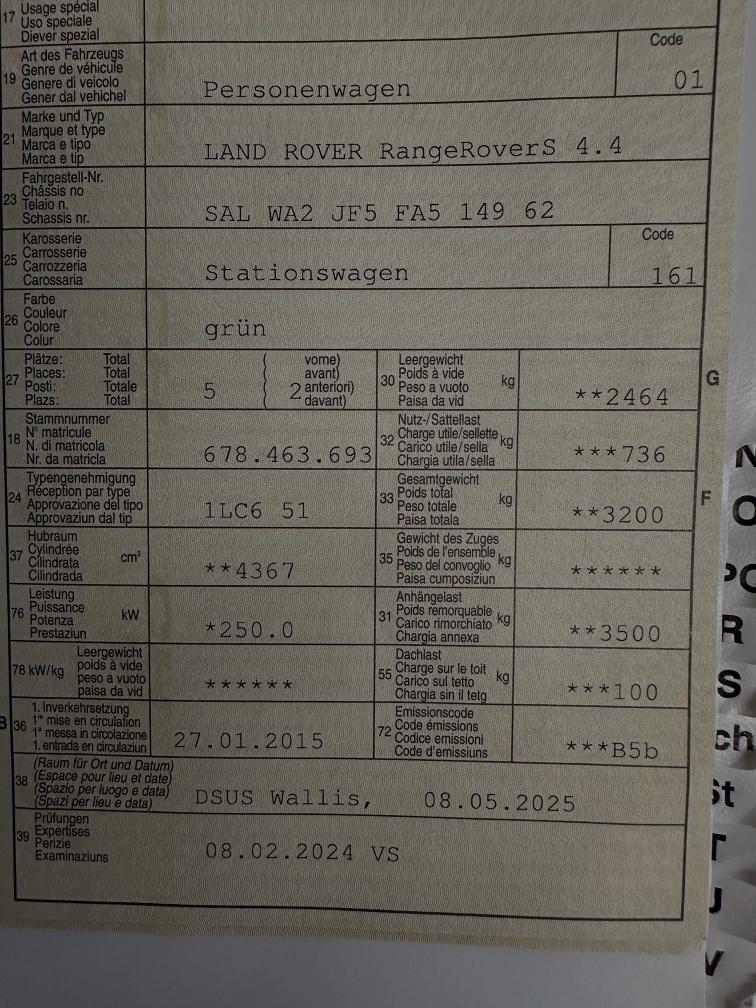 17 Usage spécial
Uso speciale
Diever spezial
19 Art des Fahrzeugs
Genre de véhicule
Genere di veicolo
Gener dal vehichel
Personenwagen
Code
01
21 Marke und Typ
Marque et type
Marca e tipo
Marca e tip
LAND ROVER RangeRoverS 4.4
23 Fahrgestell-Nr.
Châssis no
Telaio n.
Schassis nr.
SAL WA2 JF5 FA5 149 62
25 Karosserie
Carrosserie
Carrozzeria
Carossaria
Stationswagen
Code
161
26 Farbe
Couleur
Colore
Colur
grün
27 Plätze: Total
Places: Total
Posti: Totale
Plazs: Total
5
2
vorne)
avant)
anteriori)
davant)
30 Leergewicht
Poids à vide
Peso a vuoto
Paisa da vid
kg
**2464
G
18 Stammnummer
N° matricule
N. di matricola
Nr. da matricla
678.463.693
32 Nutz-/Sattellast
Charge utile/sellette
Carico utile/sella
Chargia utila/sella
kg
***736
24 Typengenehmigung
Réception par type
Approvazione del tipo
Approvaziun dal tip
1LC6 51
33 Gesamtgewicht
Poids total
Peso totale
Paisa totala
kg
**3200
F
37 Hubraum
Cylindrée
Cilindrata
Cilindrada
cm³
**4367
35 Gewicht des Zuges
Poids de l'ensemble
Peso del convoglio
Paisa cumposiziun
kg
******
76 Leistung
Puissance
Potenza
Prestaziun
kW
*250.0
31 Anhängelast
Poids remorquable
Carico rimorchiato
Chargia annexa
kg
**3500
78 kW/kg
Leergewicht
poids à vide
peso a vuoto
paisa da vid
******
55 Dachlast
Charge sur le toit
Carico sul tetto
Chargia sin il tetg
kg
***100
B 36 1. Inverkehrsetzung
1re mise en circulation
1a messa in circolazione
1. entrada en circulaziun
27.01.2015
72 Emissionscode
Code émissions
Codice emissioni
Code d'emissiuns
***B5b
38 (Raum für Ort und Datum)
(Espace pour lieu et date)
(Spazio per luogo e data)
(Spazi per lieu e data)
DSUS Wallis, 08.05.2025
39 Prüfungen
Expertises
Perizie
Examinaziuns
08.02.2024 VS